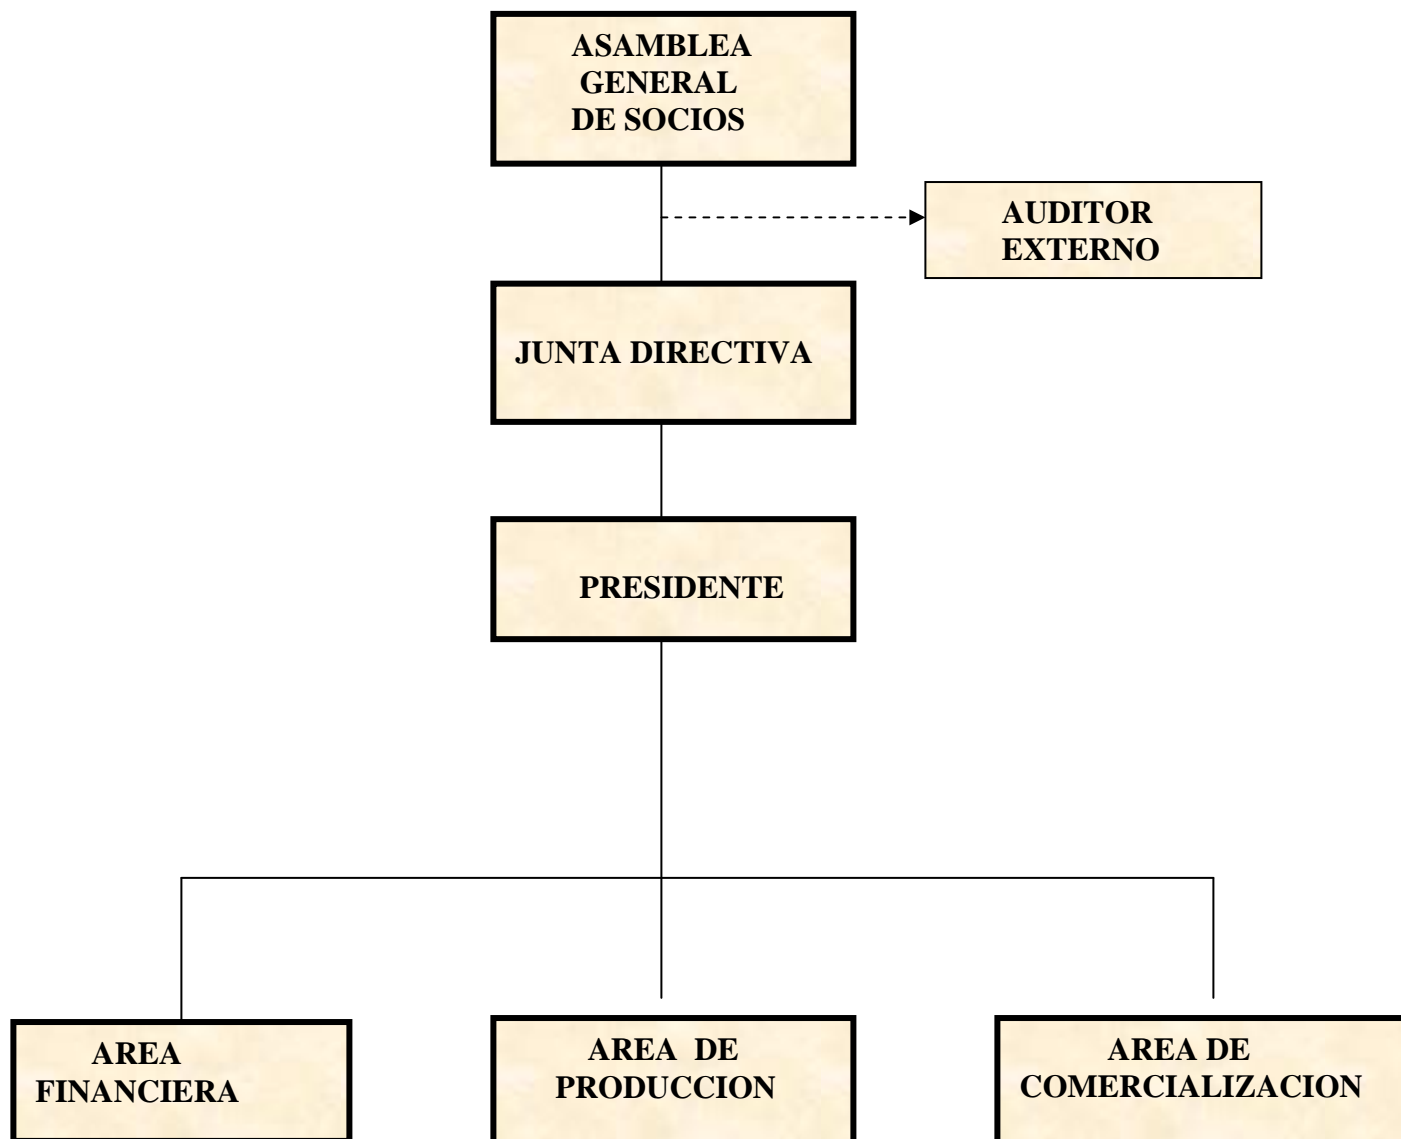 ASAMBLEA
GENERAL
DE SOCIOS
AUDITOR
EXTERNO
JUNTA DIRECTIVA
PRESIDENTE
AREA
FINANCIERA
AREA DE
PRODUCCION
AREA DE
COMERCIALIZACION